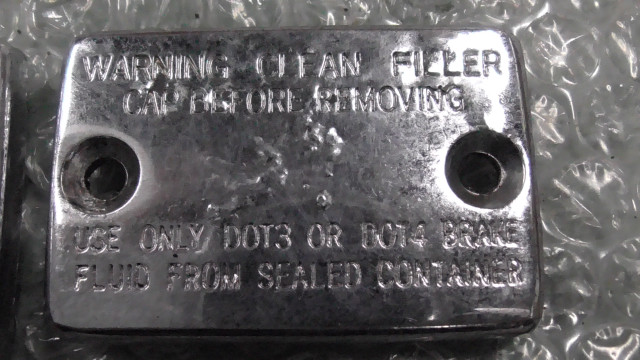 WARNING CLEAN FILLER
CAP BEFORE REMOVING
USE ONLY DOT3 OR DOT4 BRAKE
FLUID FROM SEALED CONTAINER